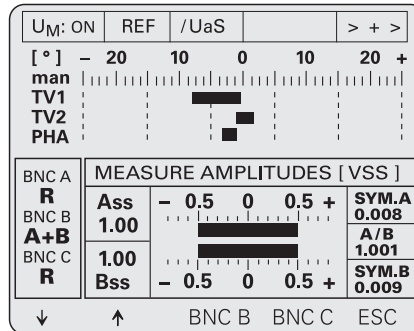 UM: ON REF /UaS > + >
[ ° ] – 20 10 0 10 20 +
man
TV1
TV2
PHA
BNC A
R
BNC B
A+B
BNC C
R
MEASURE AMPLITUDES [ VSS ]
Ass
1.00
1.00
Bss
– 0.5 0 0.5 +
– 0.5 0 0.5 +
SYM.A
0.008
A/B
1.001
SYM.B
0.009
↓ ↑ BNC B BNC C ESC